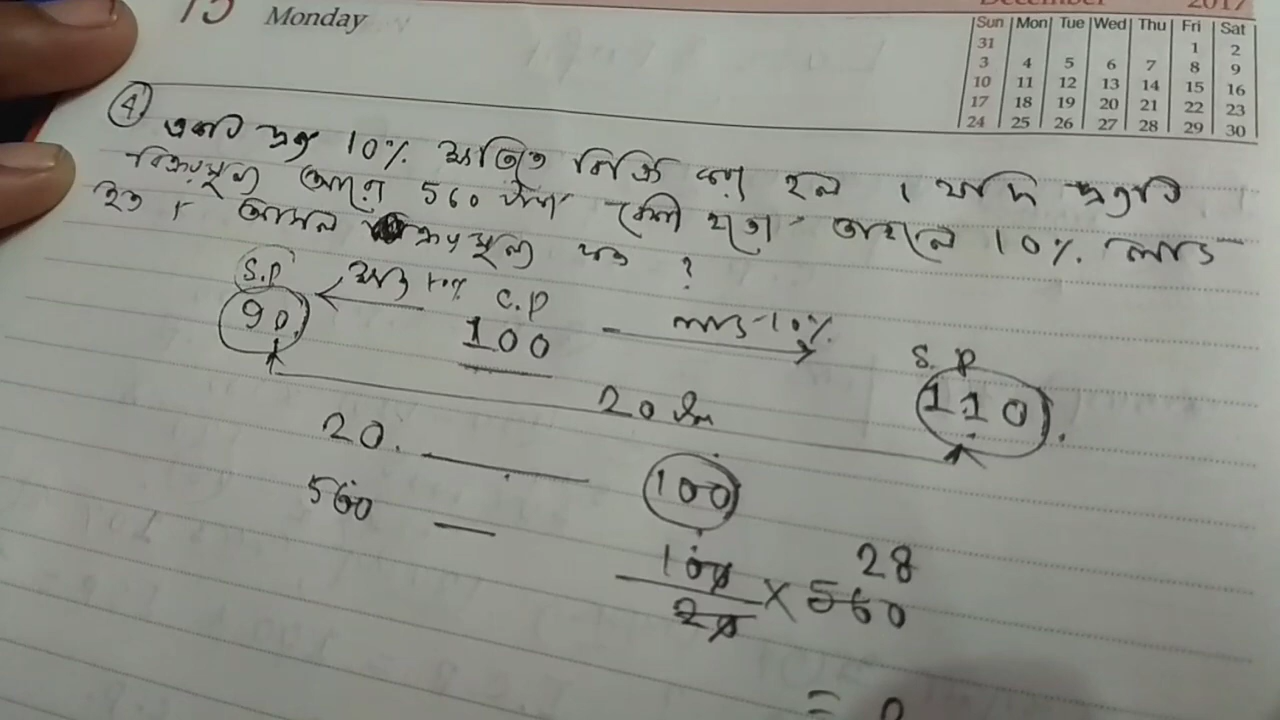 15 Monday
December 2017
Sun Mon Tue Wed Thu Fri Sat
31 1 2
3 4 5 6 7 8 9
10 11 12 13 14 15 16
17 18 19 20 21 22 23
24 25 26 27 28 29 30
4. একটি দ্রব্য 10% ক্ষতিতে বিক্রি করা হল । যদি দ্রব্যটি
বিক্রয়মূল্য আরো 560 টাকা বেশী হতো তাহলে 10% লাভ
হত । আসল ক্রয়মূল্য কত ?
S.P ক্ষতি 10% C.P লাভ 10% S.P
90 100 110
20
20. 100
560
100/20 × 560 28
=